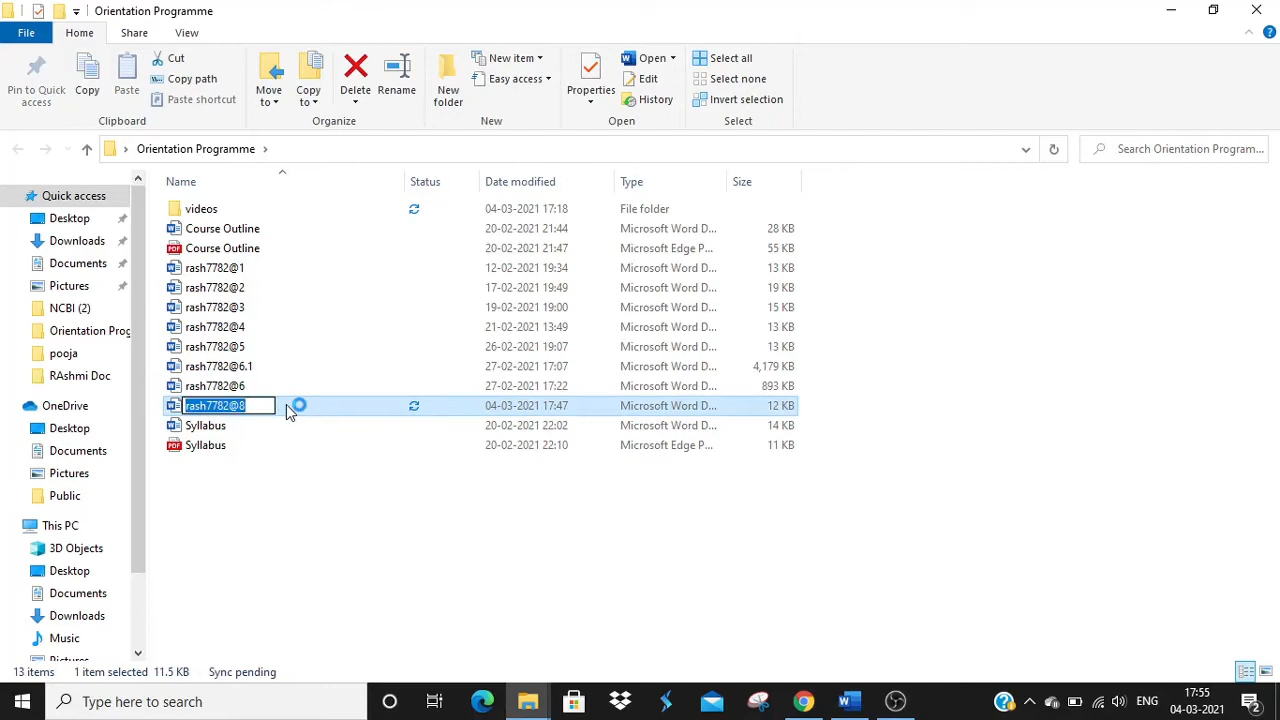 Orientation Programme
File Home Share View
Pin to Quick access
Copy
Paste
Cut
Copy path
Paste shortcut
Clipboard
Move to
Copy to
Delete
Rename
Organize
New folder
New item
Easy access
New
Properties
Open
Edit
History
Open
Select all
Select none
Invert selection
Select
Orientation Programme
Search Orientation Program...
Name Status Date modified Type Size
videos 04-03-2021 17:18 File folder
Course Outline 20-02-2021 21:44 Microsoft Word D... 28 KB
PDF Course Outline 20-02-2021 21:47 Microsoft Edge P... 55 KB
rash7782@1 12-02-2021 19:34 Microsoft Word D... 13 KB
rash7782@2 17-02-2021 19:49 Microsoft Word D... 19 KB
rash7782@3 19-02-2021 19:00 Microsoft Word D... 15 KB
rash7782@4 21-02-2021 13:49 Microsoft Word D... 13 KB
rash7782@5 26-02-2021 19:07 Microsoft Word D... 13 KB
rash7782@6.1 27-02-2021 17:07 Microsoft Word D... 4,179 KB
rash7782@6 27-02-2021 17:22 Microsoft Word D... 893 KB
rash7782@8 04-03-2021 17:47 Microsoft Word D... 12 KB
Syllabus 20-02-2021 22:02 Microsoft Word D... 14 KB
PDF Syllabus 20-02-2021 22:10 Microsoft Edge P... 11 KB
Quick access
Desktop
Downloads
Documents
Pictures
NCBI (2)
Orientation Prog
pooja
RAshmi Doc
OneDrive
Desktop
Documents
Pictures
Public
This PC
3D Objects
Desktop
Documents
Downloads
Music
Pictures
13 items 1 item selected 11.5 KB Sync pending
Type here to search
ENG
17:55
04-03-2021
2